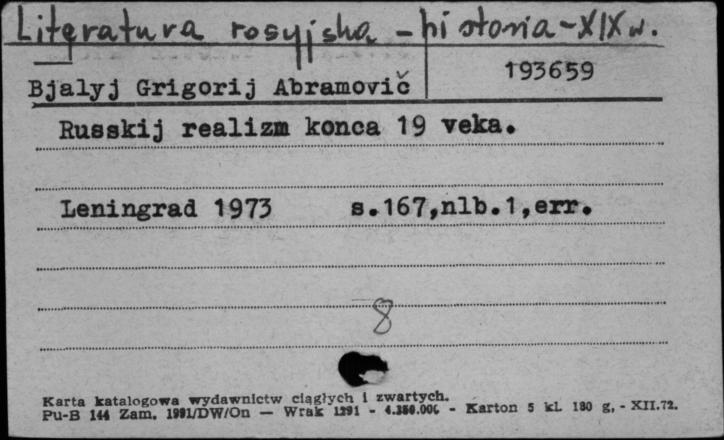 Literatura rosyjska - historia - XIX w.
Bjalyj Grigorij Abramovič
193659
Russkij realizm konca 19 veka.
Leningrad 1973 s.167,nlb.1,err.
8
Karta katalogowa wydawnictw ciągłych i zwartych.
Pu-B 144 Zam. 1991/DW/On — Wrak 1291 - 4.350.000 - Karton 5 kl. 180 g, - XII.72.